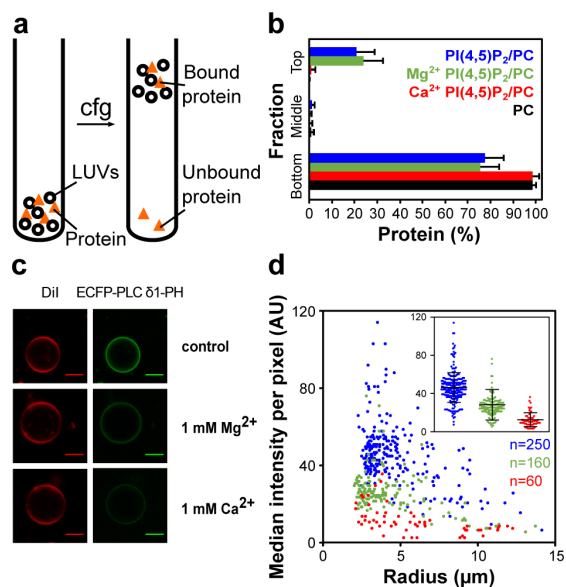 a
cfg
LUVs
Protein
Bound
protein
Unbound
protein
b
Fraction
Top
Middle
Bottom
PI(4,5)P₂/PC
Mg²⁺ PI(4,5)P₂/PC
Ca²⁺ PI(4,5)P₂/PC
PC
0 10 20 30 40 50 60 70 80 90 100
Protein (%)
c
DiI ECFP-PLC δ1-PH
control
1 mM Mg²⁺
1 mM Ca²⁺
d
Median intensity per pixel (AU)
120
80
60
40
20
0
0 5 10 15
Radius (µm)
120
80
40
0
n=250
n=160
n=60